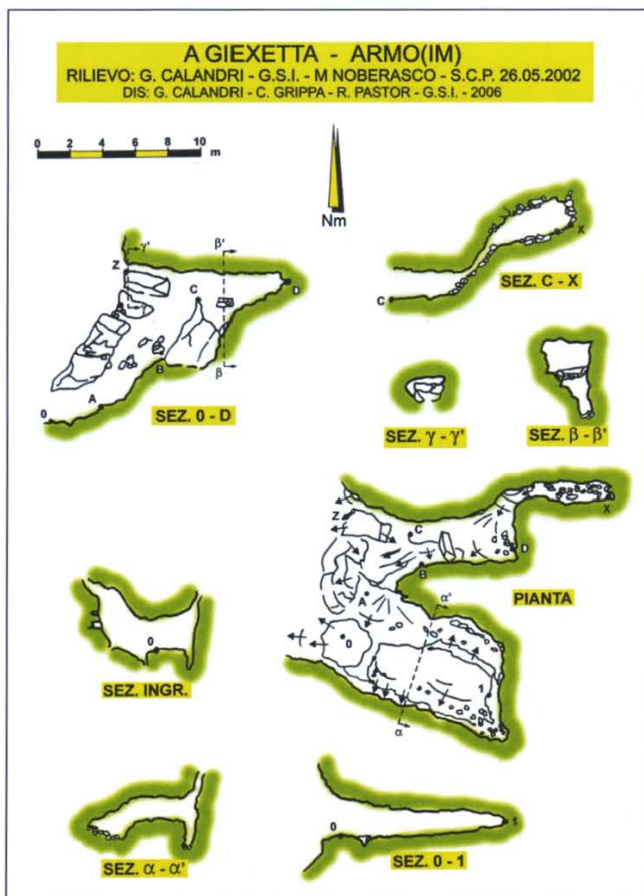 A GIEXETTA - ARMO(IM)
RILIEVO: G. CALANDRI - G.S.I. - M NOBERASCO - S.C.P. 26.05.2002
DIS: G. CALANDRI - C. GRIPPA - R. PASTOR - G.S.I. - 2006
0 2 4 6 8 10
m
Nm
γ'
β'
Z
C
D
B
β
A
0
SEZ. 0 - D
X
C
SEZ. C - X
SEZ. γ - γ'
SEZ. β - β'
Z
C
X
D
B
A
α'
0
1
α
PIANTA
0
SEZ. INGR.
SEZ. α - α'
0
1
SEZ. 0 - 1